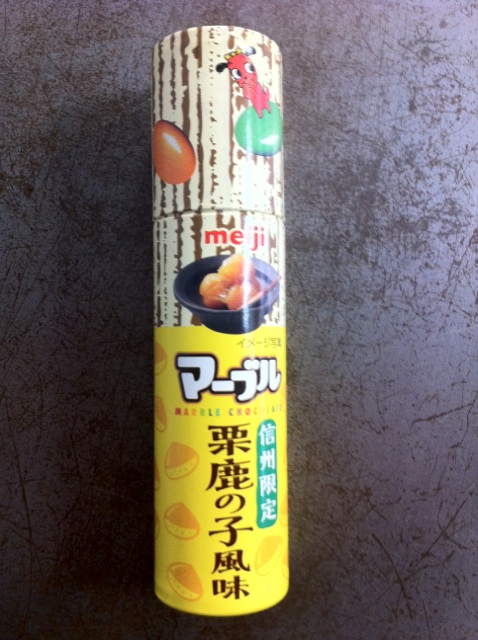 meiji
イメージ写真
マーブル
MARBLE CHOCOLATE
信州限定
栗鹿の子風味